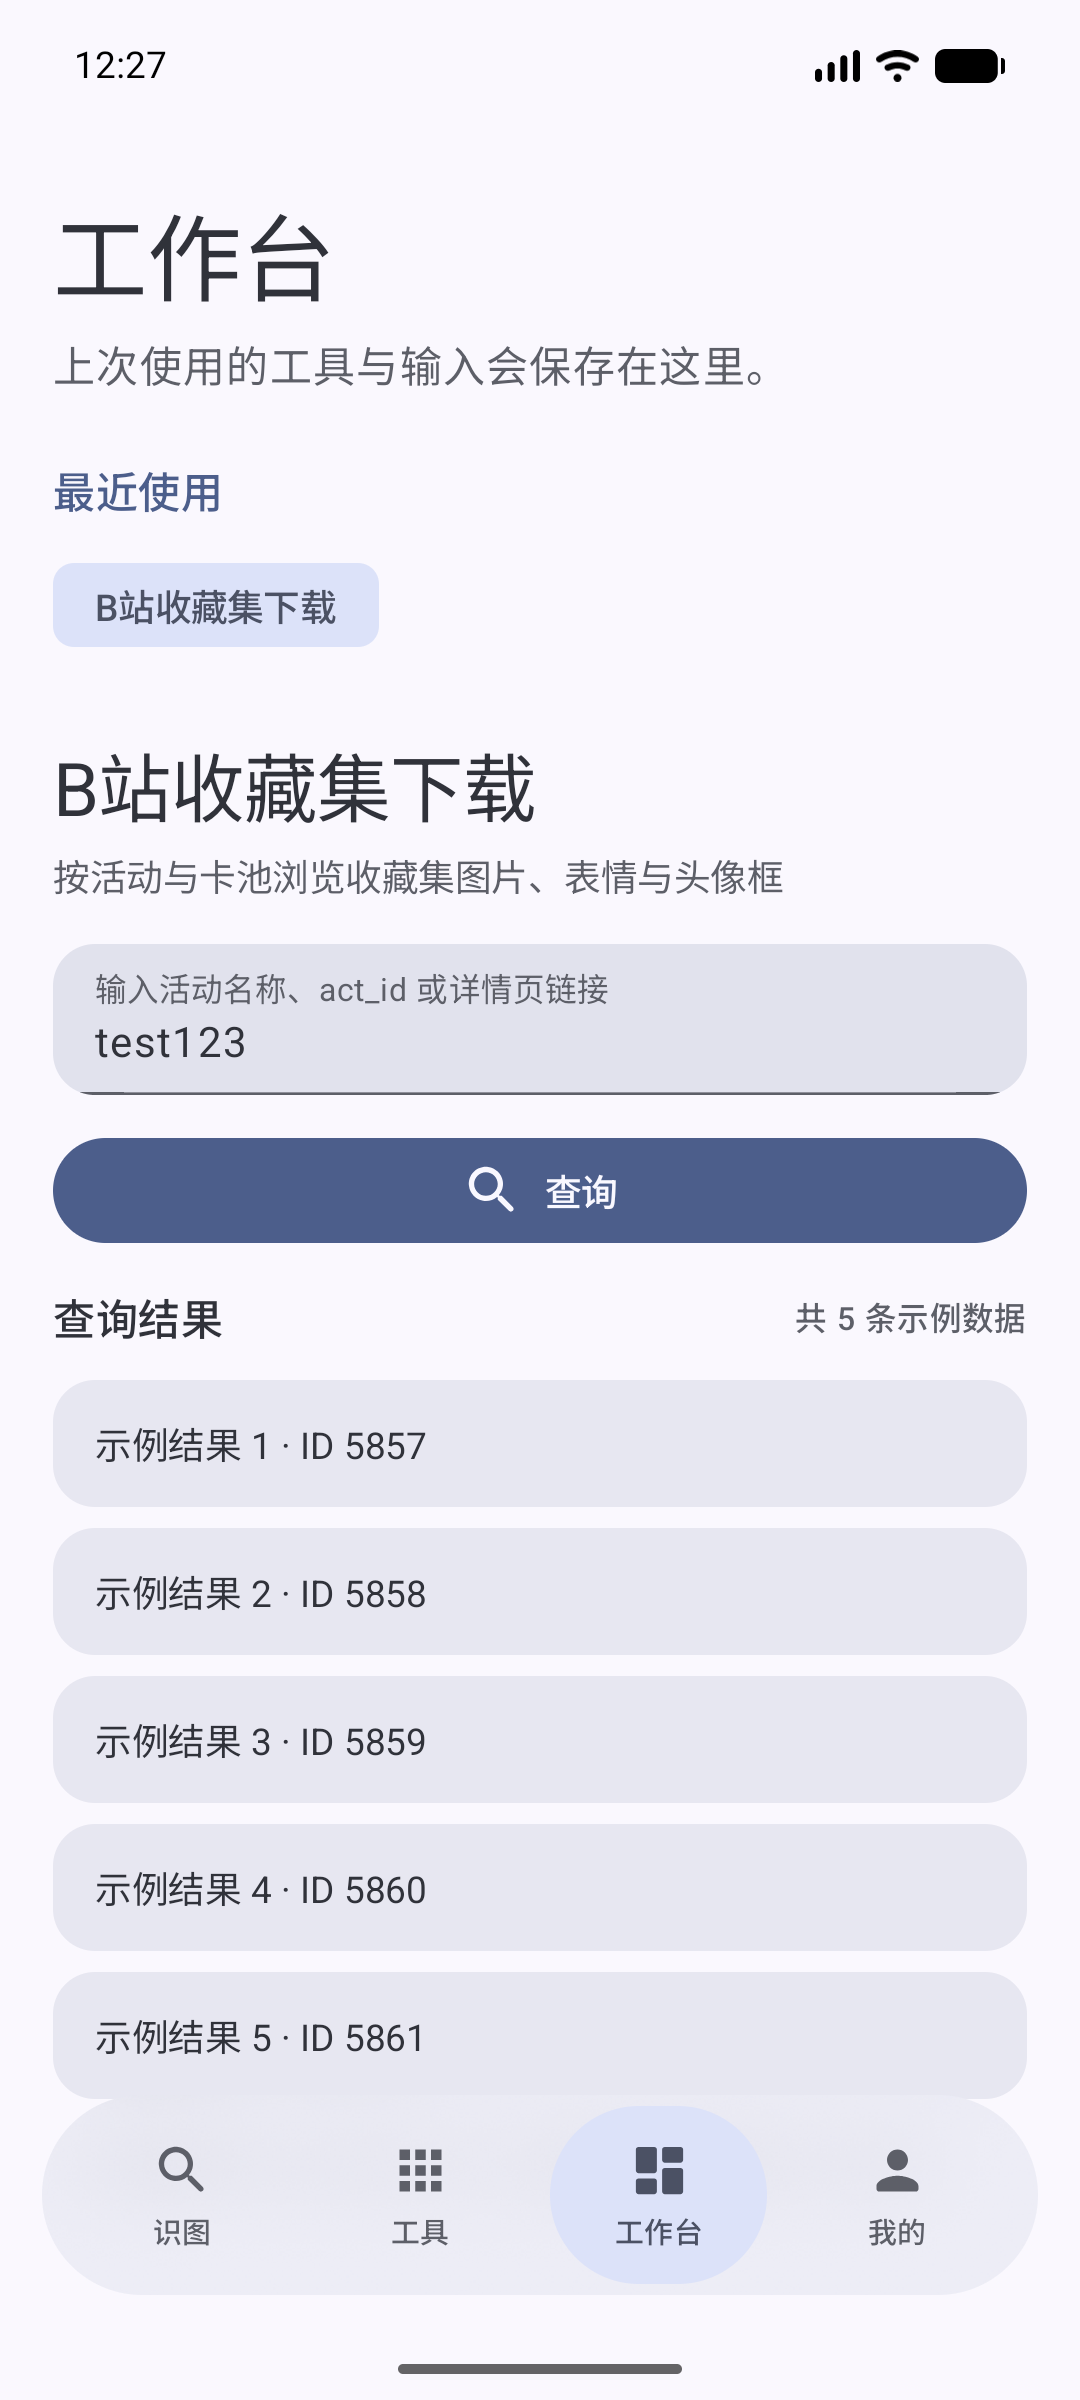 12:27
工作台
上次使用的工具与输入会保存在这里。
最近使用
B站收藏集下载
B站收藏集下载
按活动与卡池浏览收藏集图片、表情与头像框
输入活动名称、act_id 或详情页链接
test123
查询
查询结果
共 5 条示例数据
示例结果 1 · ID 5857
示例结果 2 · ID 5858
示例结果 3 · ID 5859
示例结果 4 · ID 5860
示例结果 5 · ID 5861
识图
工具
工作台
我的